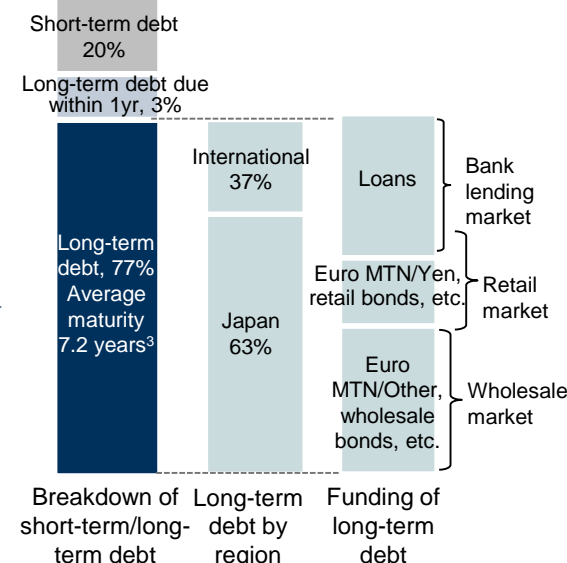 Short-term debt
20%
Long-term debt due
within 1yr, 3%
Long-term
debt, 77%
Average
maturity
7.2 years³
International
37%
Japan
63%
Loans
Euro MTN/Yen,
retail bonds, etc.
Euro
MTN/Other,
wholesale
bonds, etc.
Bank
lending
market
Retail
market
Wholesale
market
Breakdown of
short-term/long-
term debt
Long-term
debt by
region
Funding of
long-term
debt